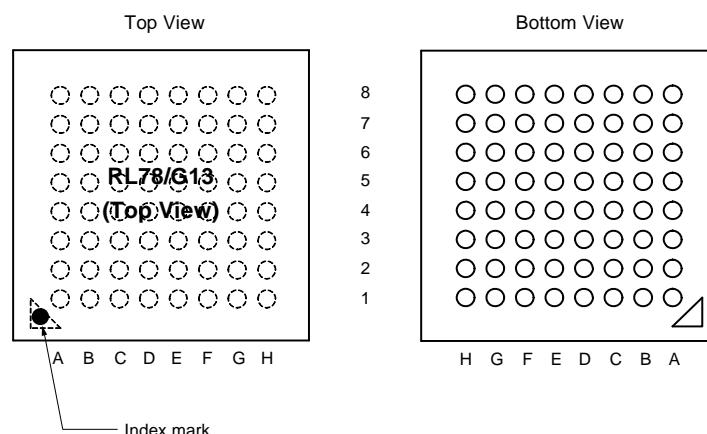 Top View
Bottom View
8
7
6
5
4
3
2
1
RL78/G13
(Top View)
A B C D E F G H
H G F E D C B A
Index mark